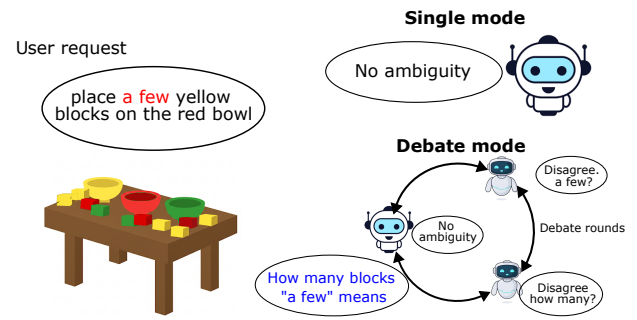 User request
place a few yellow
blocks on the red bowl
Single mode
No ambiguity
Debate mode
Disagree.
a few?
No
ambiguity
Debate rounds
How many blocks
"a few" means
Disagree
how many?